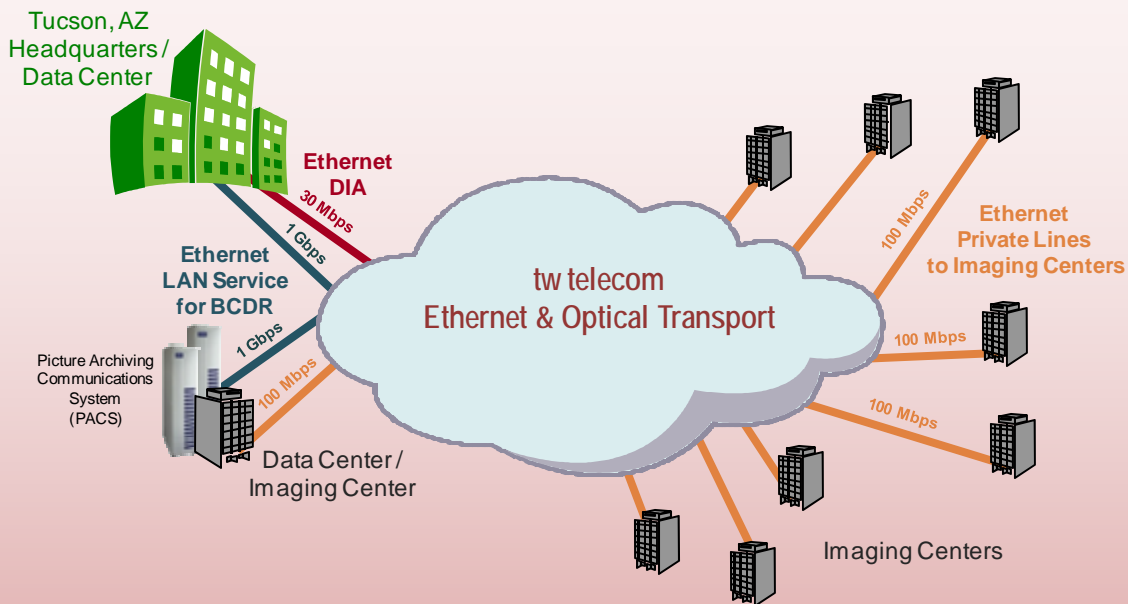 Tucson, AZ
Headquarters /
Data Center
Ethernet
DIA
30 Mbps
1 Gbps
Ethernet
LAN Service
for BCDR
1 Gbps
100 Mbps
Picture Archiving
Communications
System
(PACS)
Data Center /
Imaging Center
tw telecom
Ethernet & Optical Transport
100 Mbps
Ethernet
Private Lines
to Imaging Centers
100 Mbps
100 Mbps
Imaging Centers